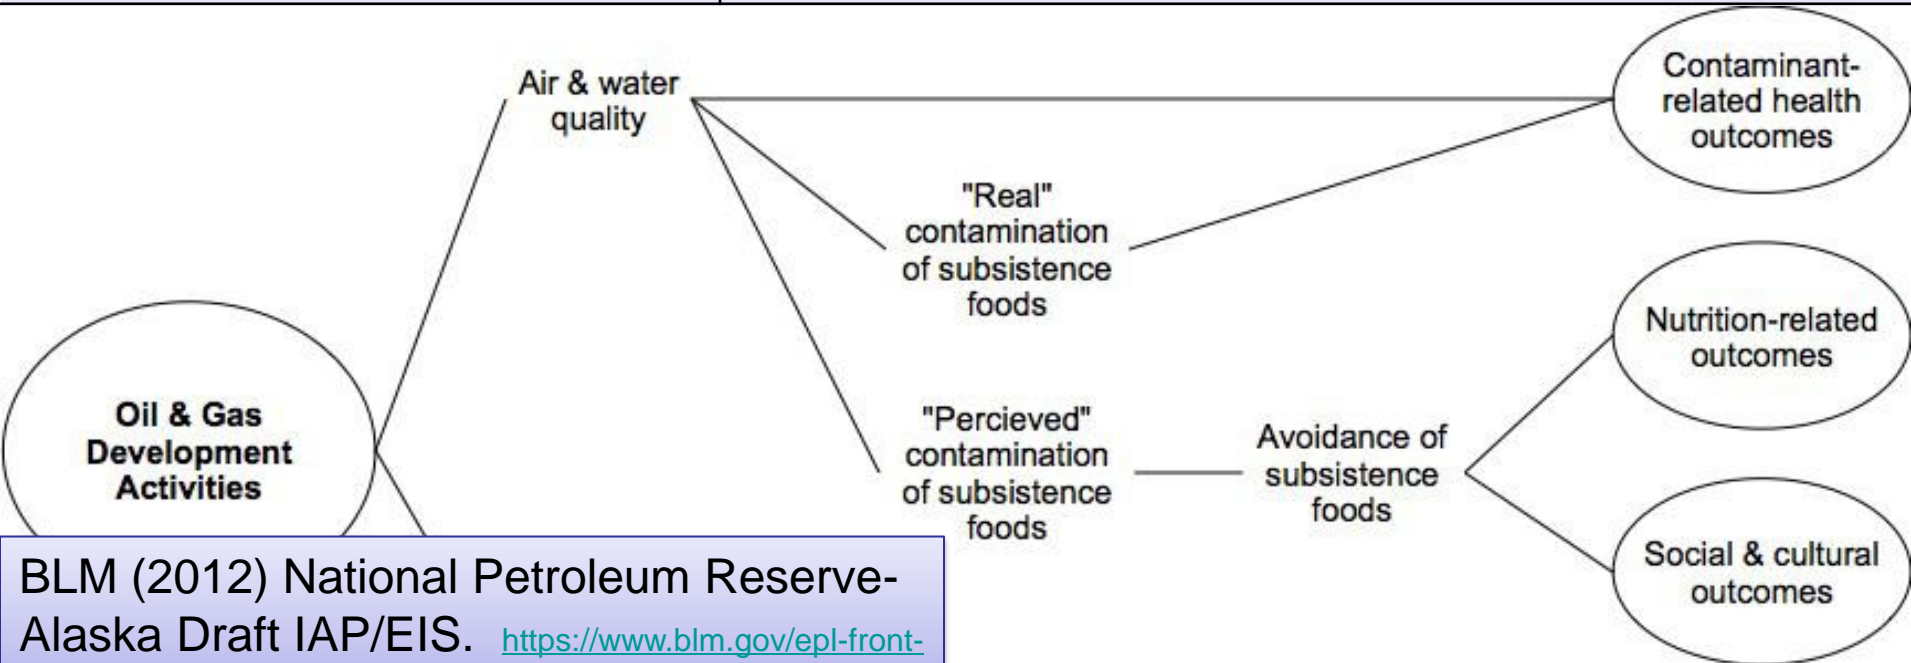 Air & water
quality
Contaminant-
related health
outcomes
"Real"
contamination
of subsistence
foods
Nutrition-related
outcomes
Oil & Gas
Development
Activities
"Percieved"
contamination
of subsistence
foods
Avoidance of
subsistence
foods
Social & cultural
outcomes
BLM (2012) National Petroleum Reserve-
Alaska Draft IAP/EIS. https://www.blm.gov/epl-front-